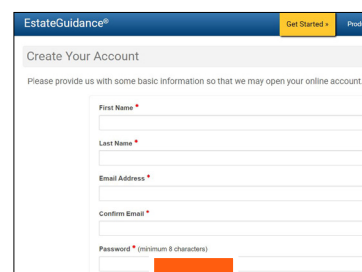 EstateGuidance®
Get Started »
Create Your Account
Please provide us with some basic information so that we may open your online account.
First Name *
Last Name *
Email Address *
Confirm Email *
Password * (minimum 8 characters)